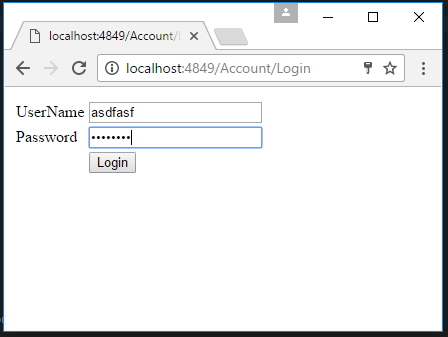 localhost:4849/Account/L
localhost:4849/Account/Login
UserName asdfasf
Password ••••••••
Login